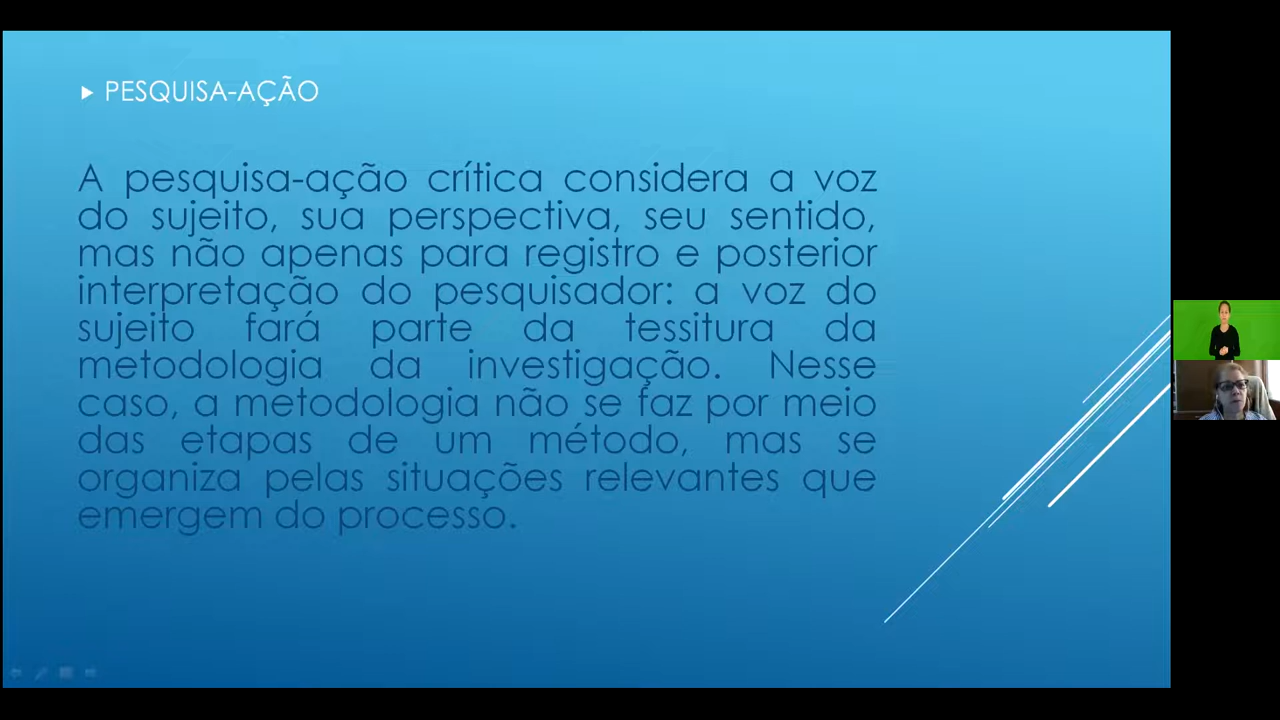 PESQUISA-AÇÃO
A pesquisa-ação crítica considera a voz
do sujeito, sua perspectiva, seu sentido,
mas não apenas para registro e posterior
interpretação do pesquisador: a voz do
sujeito fará parte da tessitura da
metodologia da investigação. Nesse
caso, a metodologia não se faz por meio
das etapas de um método, mas se
organiza pelas situações relevantes que
emergem do processo.